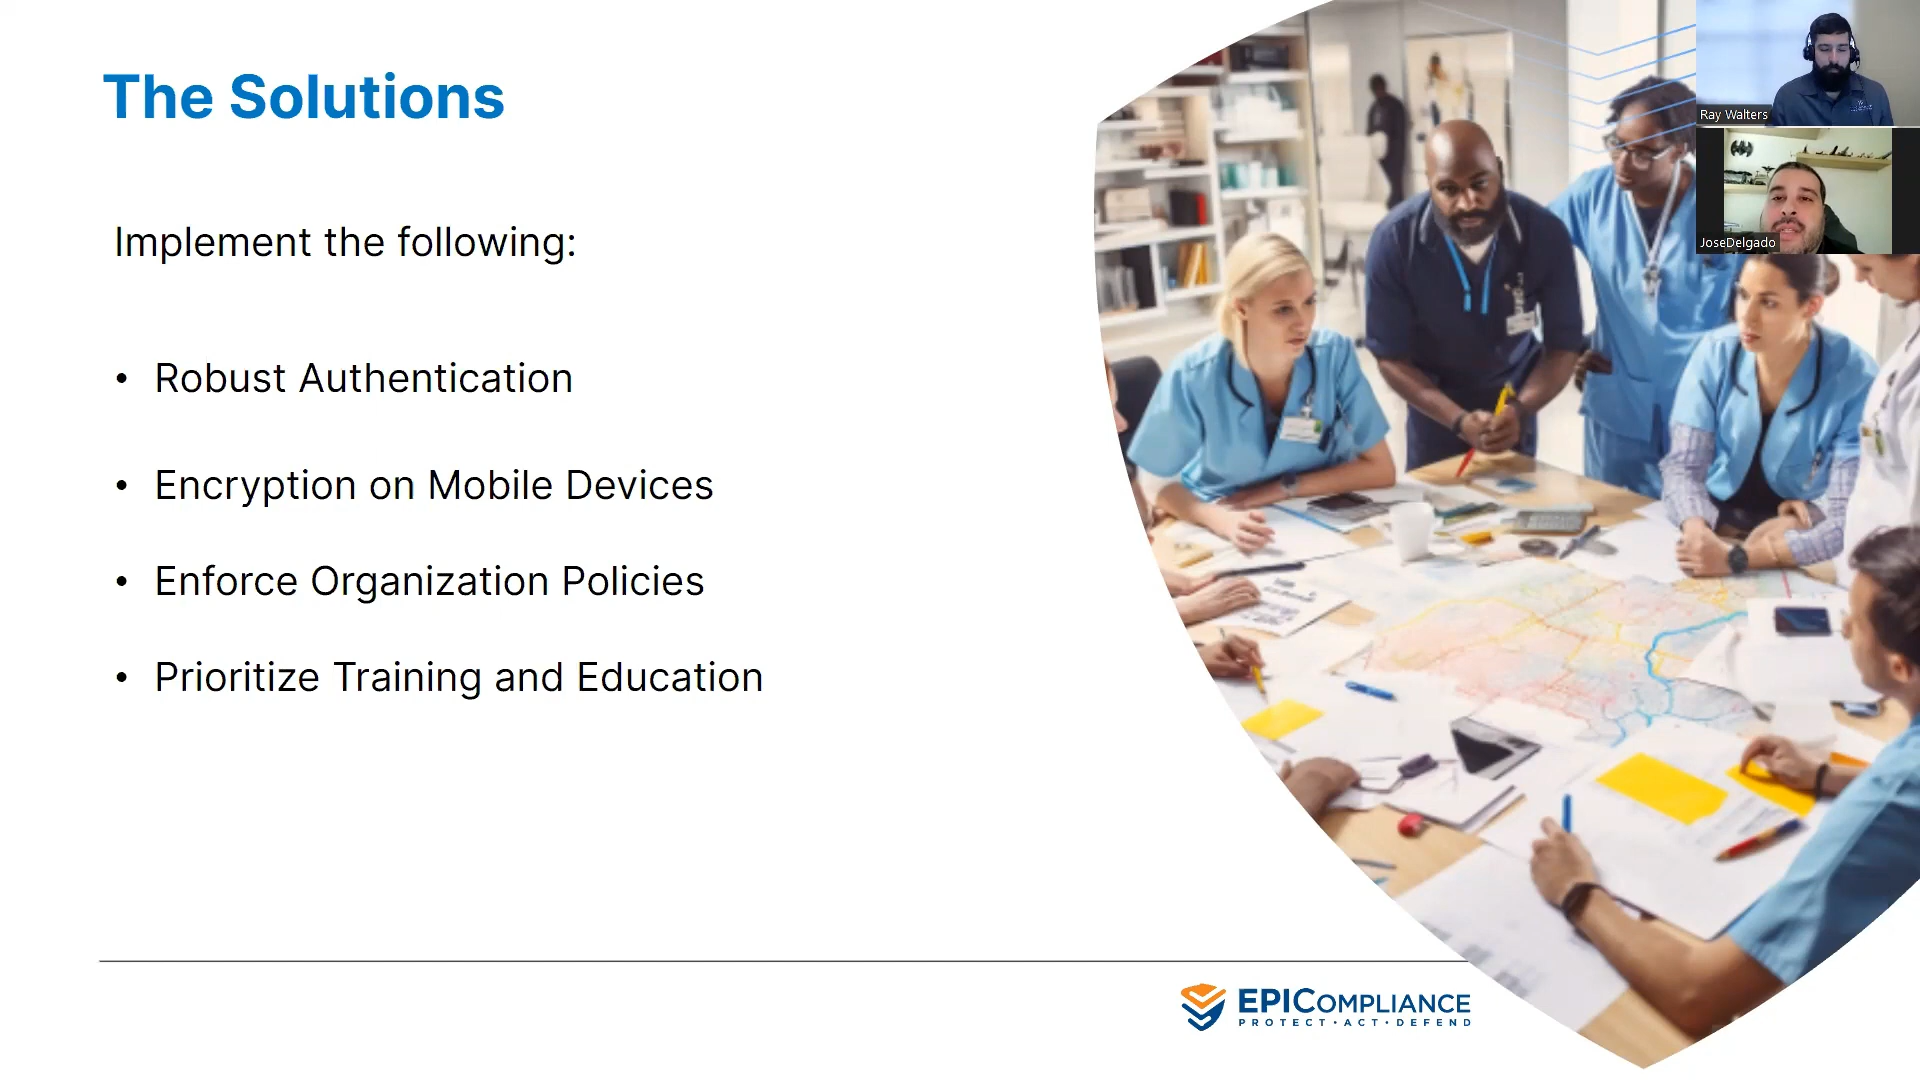 The Solutions
Implement the following:
• Robust Authentication
• Encryption on Mobile Devices
• Enforce Organization Policies
• Prioritize Training and Education
EPICOMPLIANCE
PROTECT·ACT·DEFEND
Ray Walters
JoseDelgado